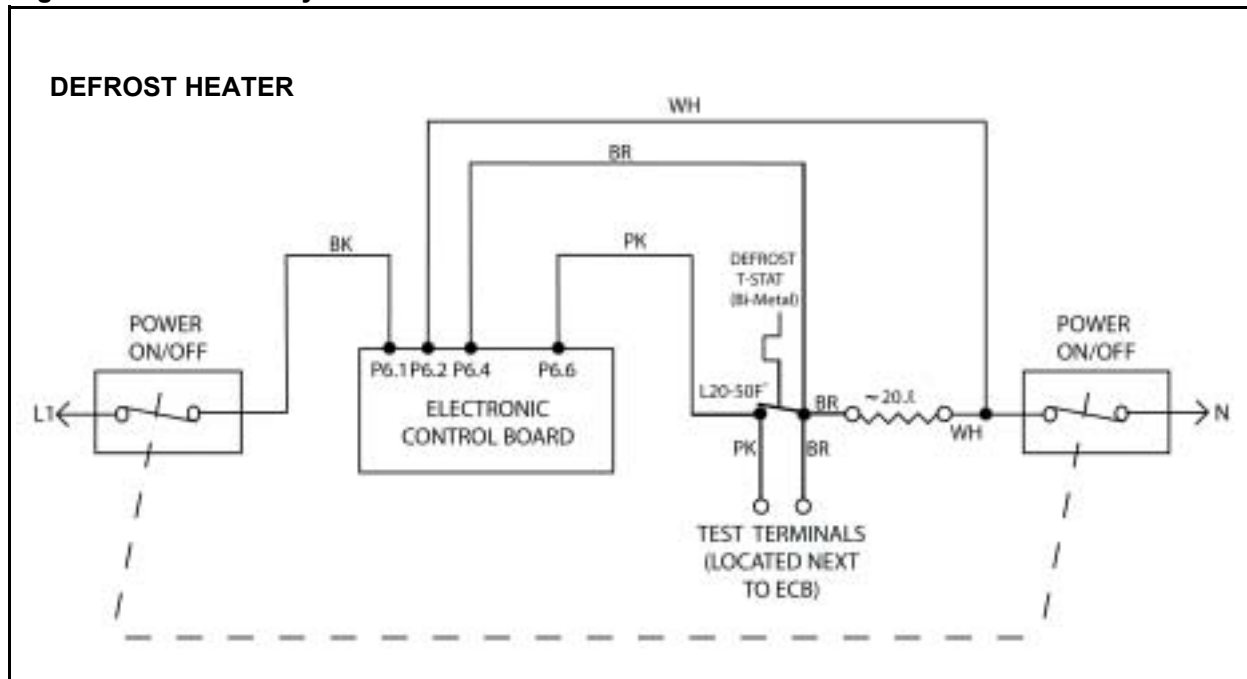 DEFROST HEATER
WH
BR
BK
PK
DEFROST
T-STAT
(Bi-Metal)
POWER
ON/OFF
POWER
ON/OFF
P6.1 P6.2 P6.4 P6.6
L20-50F°
ELECTRONIC
CONTROL BOARD
L1
BR
~20
N
WH
PK
BR
TEST TERMINALS
(LOCATED NEXT
TO ECB)